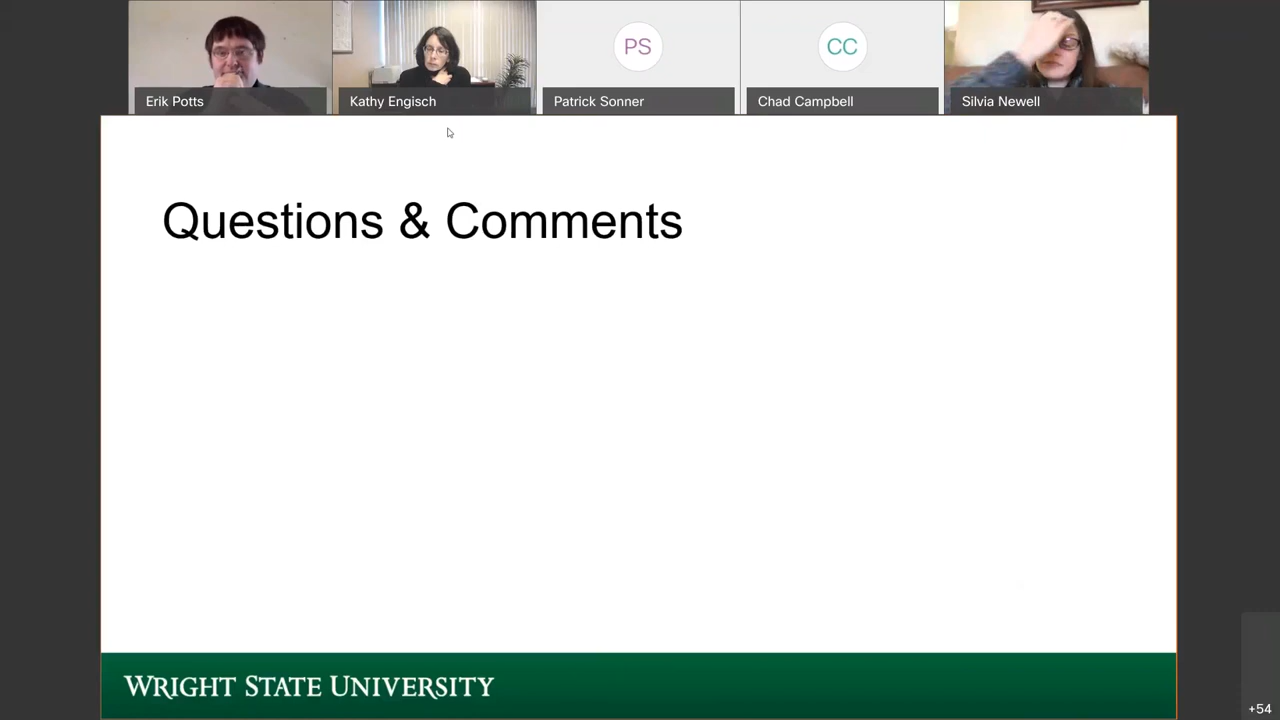 Erik Potts
Kathy Engisch
PS
Patrick Sonner
CC
Chad Campbell
Silvia Newell
Questions & Comments
WRIGHT STATE UNIVERSITY
+54